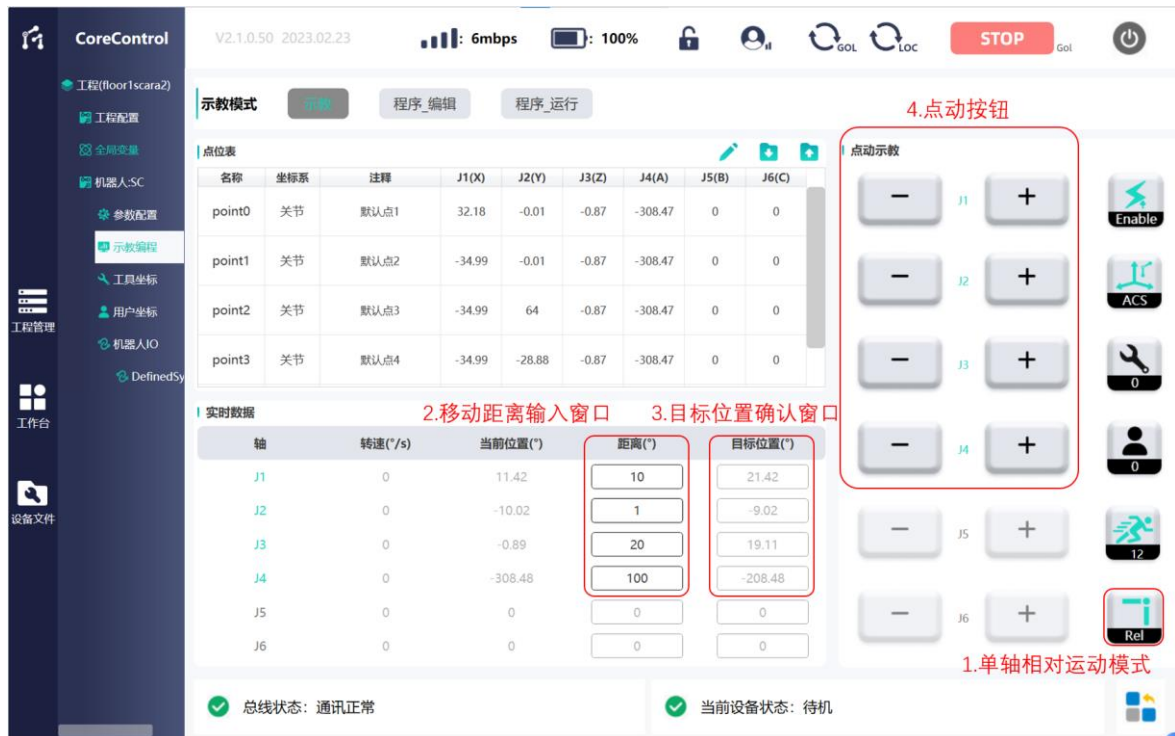 CoreControl V2.1.0.50 2023.02.23 : 6mbps : 100% GOL LOC STOP Gol
工程(floor1scara2)
工程配置
全局变量
机器人:SC
参数配置
示教编程
工具坐标
用户坐标
机器人IO
DefinedSy
工程管理
工作台
设备文件
示教模式 示教 程序_编辑 程序_运行
点位表
名称 坐标系 注释 J1(X) J2(Y) J3(Z) J4(A) J5(B) J6(C)
point0 关节 默认点1 32.18 -0.01 -0.87 -308.47 0 0
point1 关节 默认点2 -34.99 -0.01 -0.87 -308.47 0 0
point2 关节 默认点3 -34.99 64 -0.87 -308.47 0 0
point3 关节 默认点4 -34.99 -28.88 -0.87 -308.47 0 0
实时数据
2.移动距离输入窗口 3.目标位置确认窗口
轴 转速(°/s) 当前位置(°) 距离(°) 目标位置(°)
J1 0 11.42 10 21.42
J2 0 -10.02 1 -9.02
J3 0 -0.89 20 19.11
J4 0 -308.48 100 -208.48
J5 0 0 0 0
J6 0 0 0 0
4.点动按钮
点动示教
− J1 + Enable
− J2 + ACS
− J3 + 0
− J4 + 0
− J5 + 12
− J6 + Rel
1.单轴相对运动模式
总线状态：通讯正常 当前设备状态：待机